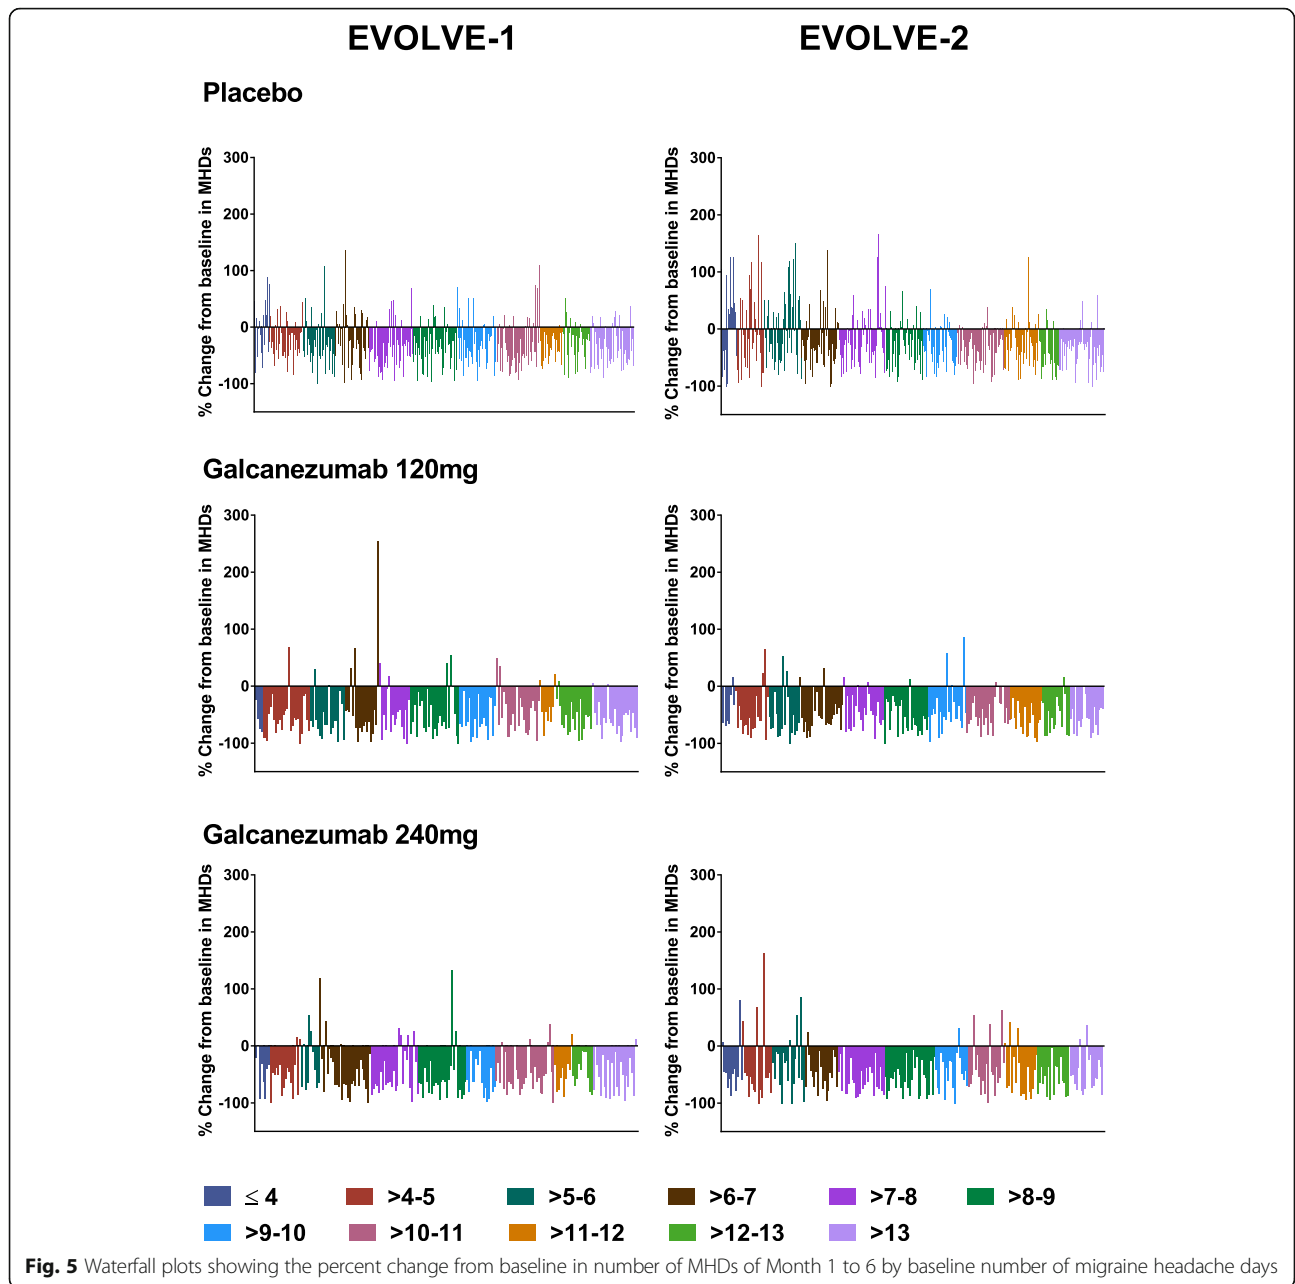 EVOLVE-1 EVOLVE-2
Placebo
% Change from baseline in MHDs
300
200
100
0
-100
% Change from baseline in MHDs
300
200
100
0
-100
Galcanezumab 120mg
% Change from baseline in MHDs
300
200
100
0
-100
% Change from baseline in MHDs
300
200
100
0
-100
Galcanezumab 240mg
% Change from baseline in MHDs
300
200
100
0
-100
% Change from baseline in MHDs
300
200
100
0
-100
≤ 4 >4-5 >5-6 >6-7 >7-8 >8-9
>9-10 >10-11 >11-12 >12-13 >13
Fig. 5 Waterfall plots showing the percent change from baseline in number of MHDs of Month 1 to 6 by baseline number of migraine headache days